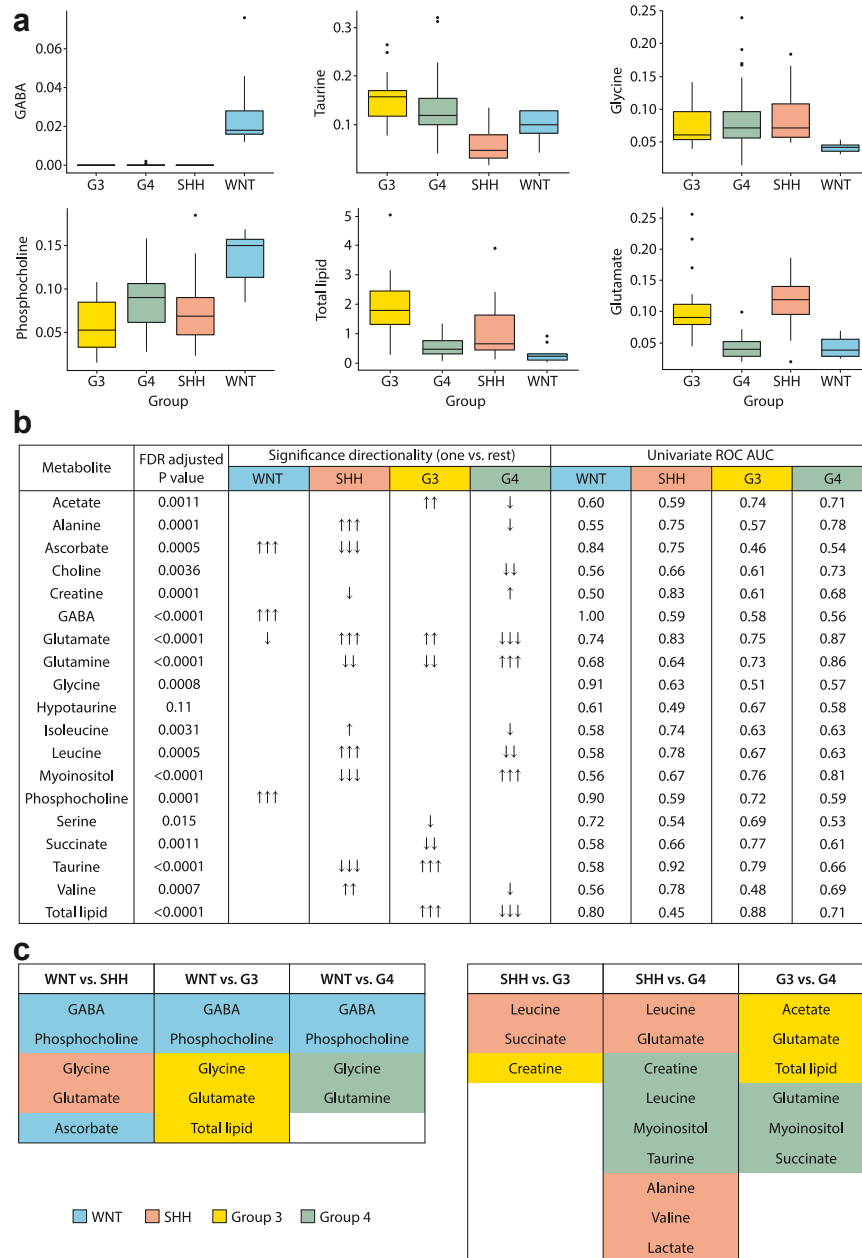 a
GABA
0.06
0.04
0.02
0.00
G3 G4 SHH WNT
Taurine
0.3
0.2
0.1
G3 G4 SHH WNT
Glycine
0.25
0.20
0.15
0.10
0.05
G3 G4 SHH WNT
Phosphocholine
0.15
0.10
0.05
G3 G4 SHH WNT
Group
Total lipid
5
4
3
2
1
0
G3 G4 SHH WNT
Group
Glutamate
0.25
0.20
0.15
0.10
0.05
G3 G4 SHH WNT
Group
b
Metabolite FDR adjusted P value Significance directionality (one vs. rest) Univariate ROC AUC
WNT SHH G3 G4 WNT SHH G3 G4
Acetate 0.0011 ↑↑ ↓ 0.60 0.59 0.74 0.71
Alanine 0.0001 ↑↑↑ ↓ 0.55 0.75 0.57 0.78
Ascorbate 0.0005 ↑↑↑ ↓↓↓ 0.84 0.75 0.46 0.54
Choline 0.0036 ↓↓ 0.56 0.66 0.61 0.73
Creatine 0.0001 ↓ ↑ 0.50 0.83 0.61 0.68
GABA <0.0001 ↑↑↑ 1.00 0.59 0.58 0.56
Glutamate <0.0001 ↓ ↑↑↑ ↑↑ ↓↓↓ 0.74 0.83 0.75 0.87
Glutamine <0.0001 ↓↓ ↓↓ ↑↑↑ 0.68 0.64 0.73 0.86
Glycine 0.0008 0.91 0.63 0.51 0.57
Hypotaurine 0.11 0.61 0.49 0.67 0.58
Isoleucine 0.0031 ↑ ↓ 0.58 0.74 0.63 0.63
Leucine 0.0005 ↑↑↑ ↓↓ 0.58 0.78 0.67 0.63
Myoinositol <0.0001 ↓↓↓ ↑↑↑ 0.56 0.67 0.76 0.81
Phosphocholine 0.0001 ↑↑↑ 0.90 0.59 0.72 0.59
Serine 0.015 ↓ 0.72 0.54 0.69 0.53
Succinate 0.0011 ↓↓ 0.58 0.66 0.77 0.61
Taurine <0.0001 ↓↓↓ ↑↑↑ 0.58 0.92 0.79 0.66
Valine 0.0007 ↑↑ ↓ 0.56 0.78 0.48 0.69
Total lipid <0.0001 ↑↑↑ ↓↓↓ 0.80 0.45 0.88 0.71
c
WNT vs. SHH WNT vs. G3 WNT vs. G4
GABA GABA GABA
Phosphocholine Phosphocholine Phosphocholine
Glycine Glycine Glycine
Glutamate Glutamate Glutamine
Ascorbate Total lipid
SHH vs. G3 SHH vs. G4 G3 vs. G4
Leucine Leucine Acetate
Succinate Glutamate Glutamate
Creatine Creatine Total lipid
Leucine Glutamine
Myoinositol Myoinositol
Taurine Succinate
Alanine
Valine
Lactate
WNT SHH Group 3 Group 4